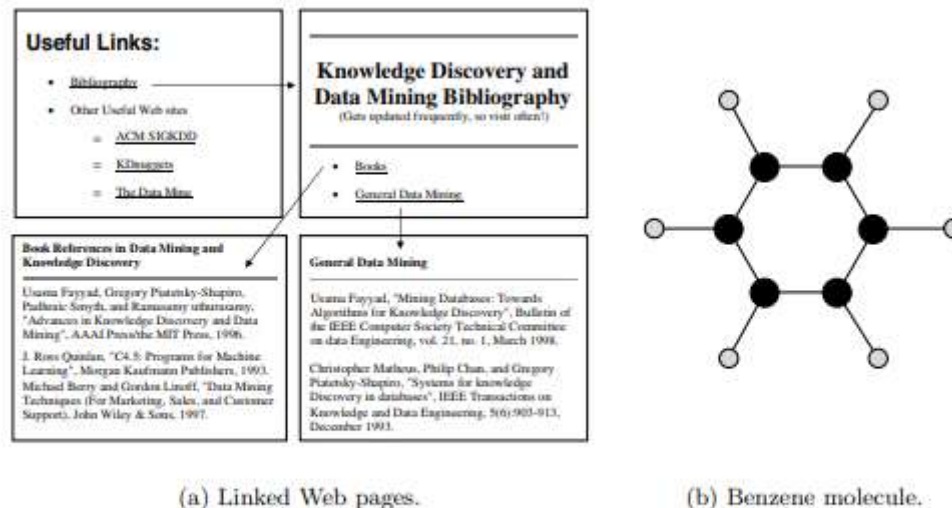 Useful Links:
• Bibliography
• Other Useful Web sites
ACM SIGKDD
KDnuggets
The Data Mine
Knowledge Discovery and
Data Mining Bibliography
(Gets updated frequently, so visit often!)
• Books
• General Data Mining
Book References in Data Mining and
Knowledge Discovery
Usama Fayyad, Gregory Piatetsky-Shapiro,
Padhraic Smyth, and Ramasamy uthurasamy,
"Advances in Knowledge Discovery and Data
Mining", AAAI Press/the MIT Press, 1996.
J. Ross Quinlan, "C4.5: Programs for Machine
Learning", Morgan Kaufmann Publishers, 1993.
Michael Berry and Gordon Linoff, "Data Mining
Techniques (For Marketing, Sales, and Customer
Support), John Wiley & Sons, 1997.
General Data Mining
Usama Fayyad, "Mining Databases: Towards
Algorithms for Knowledge Discovery", Bulletin of
the IEEE Computer Society Technical Committee
on data Engineering, vol. 21, no. 1, March 1998.
Christopher Matheus, Philip Chan, and Gregory
Piatetsky-Shapiro, "Systems for knowledge
Discovery in databases", IEEE Transactions on
Knowledge and Data Engineering, 5(6):903-913,
December 1993.
(a) Linked Web pages.
(b) Benzene molecule.